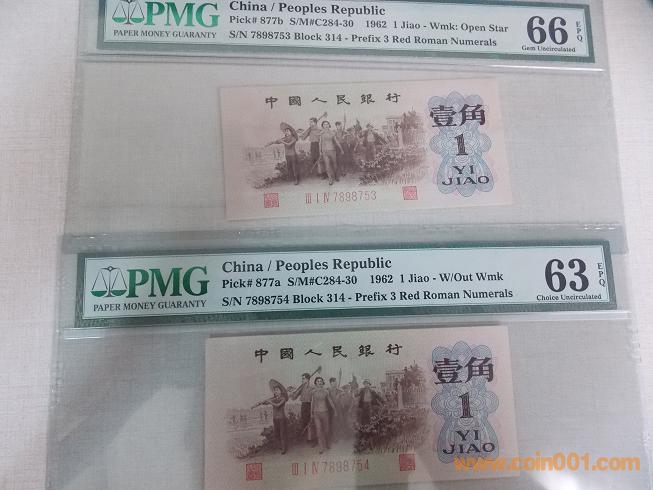 PMG
PAPER MONEY GUARANTY
China / Peoples Republic
Pick# 877b S/M#C284-30 1962 1 Jiao - Wmk: Open Star
S/N 7898753 Block 314 - Prefix 3 Red Roman Numerals
66 EPQ
Gem Uncirculated
中國人民銀行
壹角
1
YI
JIAO
III I IV 7898753
PMG
PAPER MONEY GUARANTY
China / Peoples Republic
Pick# 877a S/M#C284-30 1962 1 Jiao - W/Out Wmk
S/N 7898754 Block 314 - Prefix 3 Red Roman Numerals
63 EPQ
Choice Uncirculated
中國人民銀行
壹角
1
YI
JIAO
III I IV 7898754
www.coin001.com